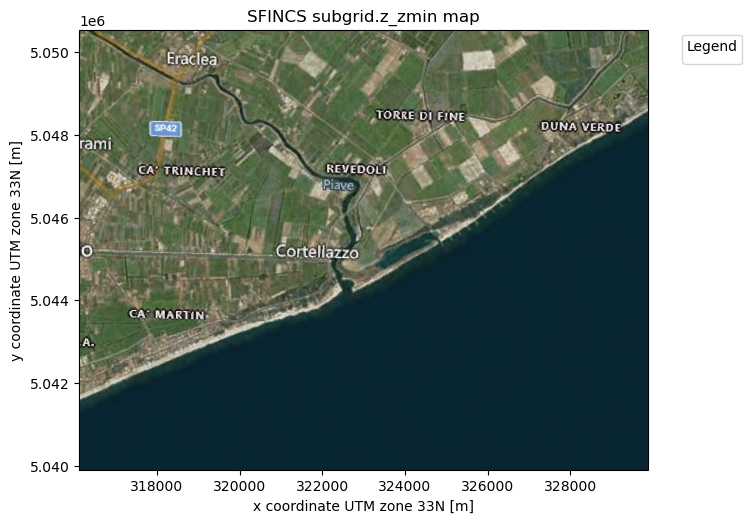 SFINCS subgrid.z_zmin map
1e6
Legend
5.050
5.048
5.046
5.044
5.042
5.040
y coordinate UTM zone 33N [m]
Eraclea
TORRE DI FINE
SP42
DUNA VERDE
rami
CA' TRINCHET
REVEDOLI
Piave
O
Cortellazzo
CA' MARTIN
A.
318000 320000 322000 324000 326000 328000
x coordinate UTM zone 33N [m]